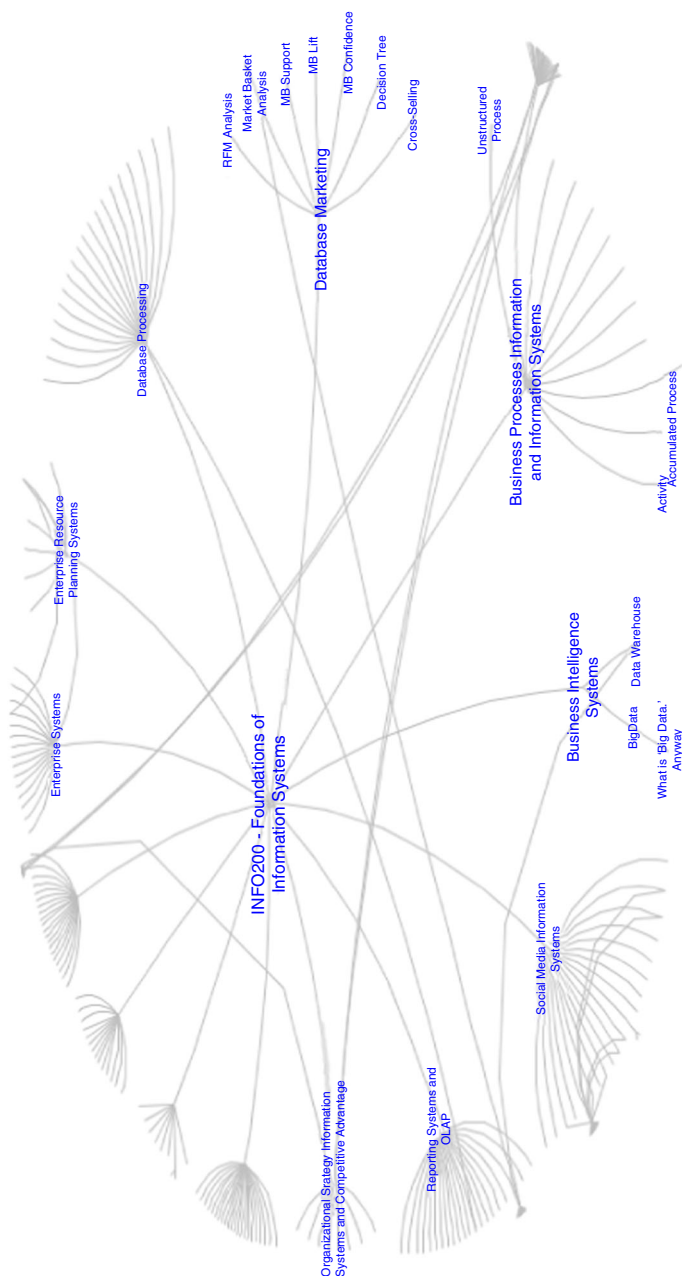 RFM Analysis
Market Basket
Analysis
MB Support
MB Lift
MB Confidence
Decision Tree
Cross-Selling
Unstructured
Process
Database Marketing
Database Processing
Business Processes Information
and Information Systems
Activity
Accumulated Process
Enterprise Resource
Planning Systems
Enterprise Systems
INFO200 - Foundations of
Information Systems
Business Intelligence
Systems
BigData
Data Warehouse
What is 'Big Data.'
Anyway
Social Media Information
Systems
Organizational Srategy Information
Systems and Competitive Advantage
Reporting Systems and
OLAP